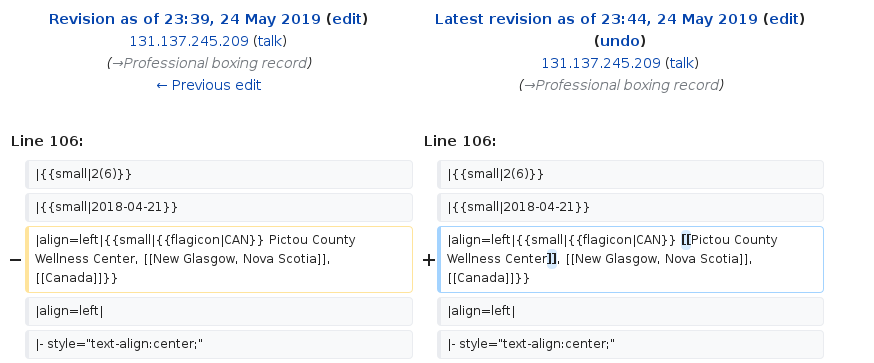 Revision as of 23:39, 24 May 2019 (edit)
131.137.245.209 (talk)
(→Professional boxing record)
← Previous edit
Latest revision as of 23:44, 24 May 2019 (edit)
(undo)
131.137.245.209 (talk)
(→Professional boxing record)
Line 106:
Line 106:
|{{small|2(6)}}
|{{small|2(6)}}
|{{small|2018-04-21}}
|{{small|2018-04-21}}
− |align=left|{{small|{{flagicon|CAN}} Pictou County
Wellness Center, [[New Glasgow, Nova Scotia]],
[[Canada]]}}
+ |align=left|{{small|{{flagicon|CAN}} [[Pictou County
Wellness Center]], [[New Glasgow, Nova Scotia]],
[[Canada]]}}
|align=left|
|align=left|
|- style="text-align:center;"
|- style="text-align:center;"